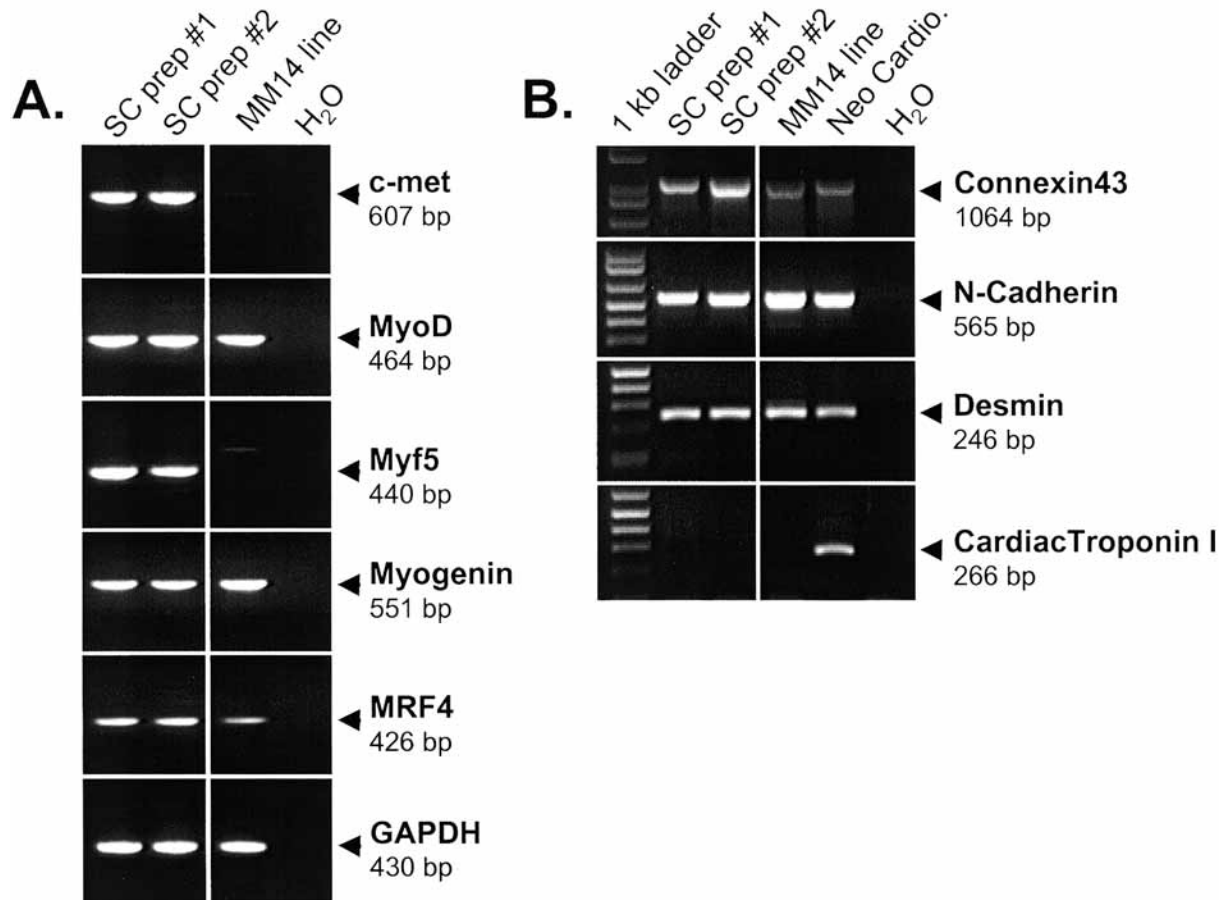 A.
SC prep #1
SC prep #2
MM14 line
H₂O
c-met
607 bp
MyoD
464 bp
Myf5
440 bp
Myogenin
551 bp
MRF4
426 bp
GAPDH
430 bp
B.
1 kb ladder
SC prep #1
SC prep #2
MM14 line
Neo Cardio.
H₂O
Connexin43
1064 bp
N-Cadherin
565 bp
Desmin
246 bp
CardiacTroponin I
266 bp